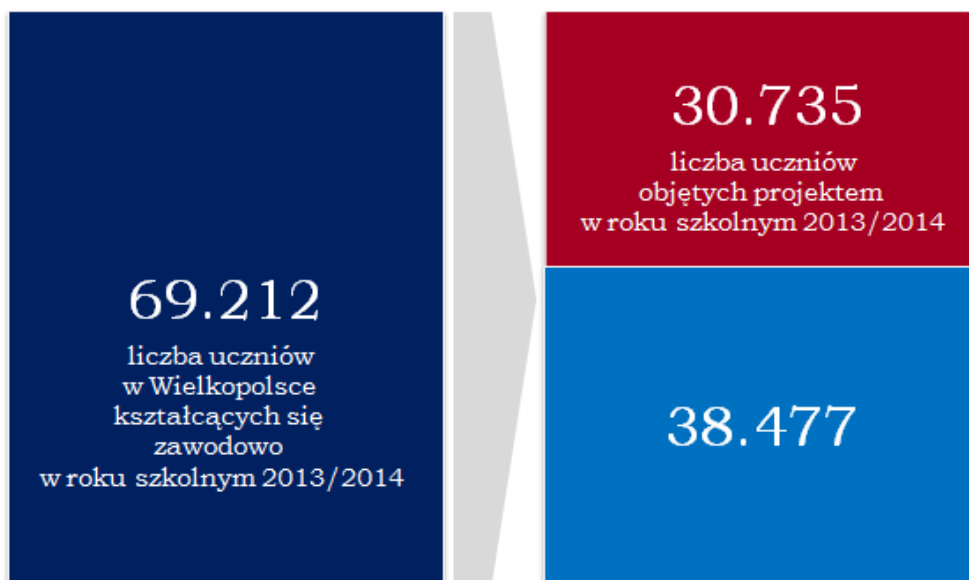 69.212
liczba uczniów
w Wielkopolsce
kształcących się
zawodowo
w roku szkolnym 2013/2014
30.735
liczba uczniów
objętych projektem
w roku szkolnym 2013/2014
38.477